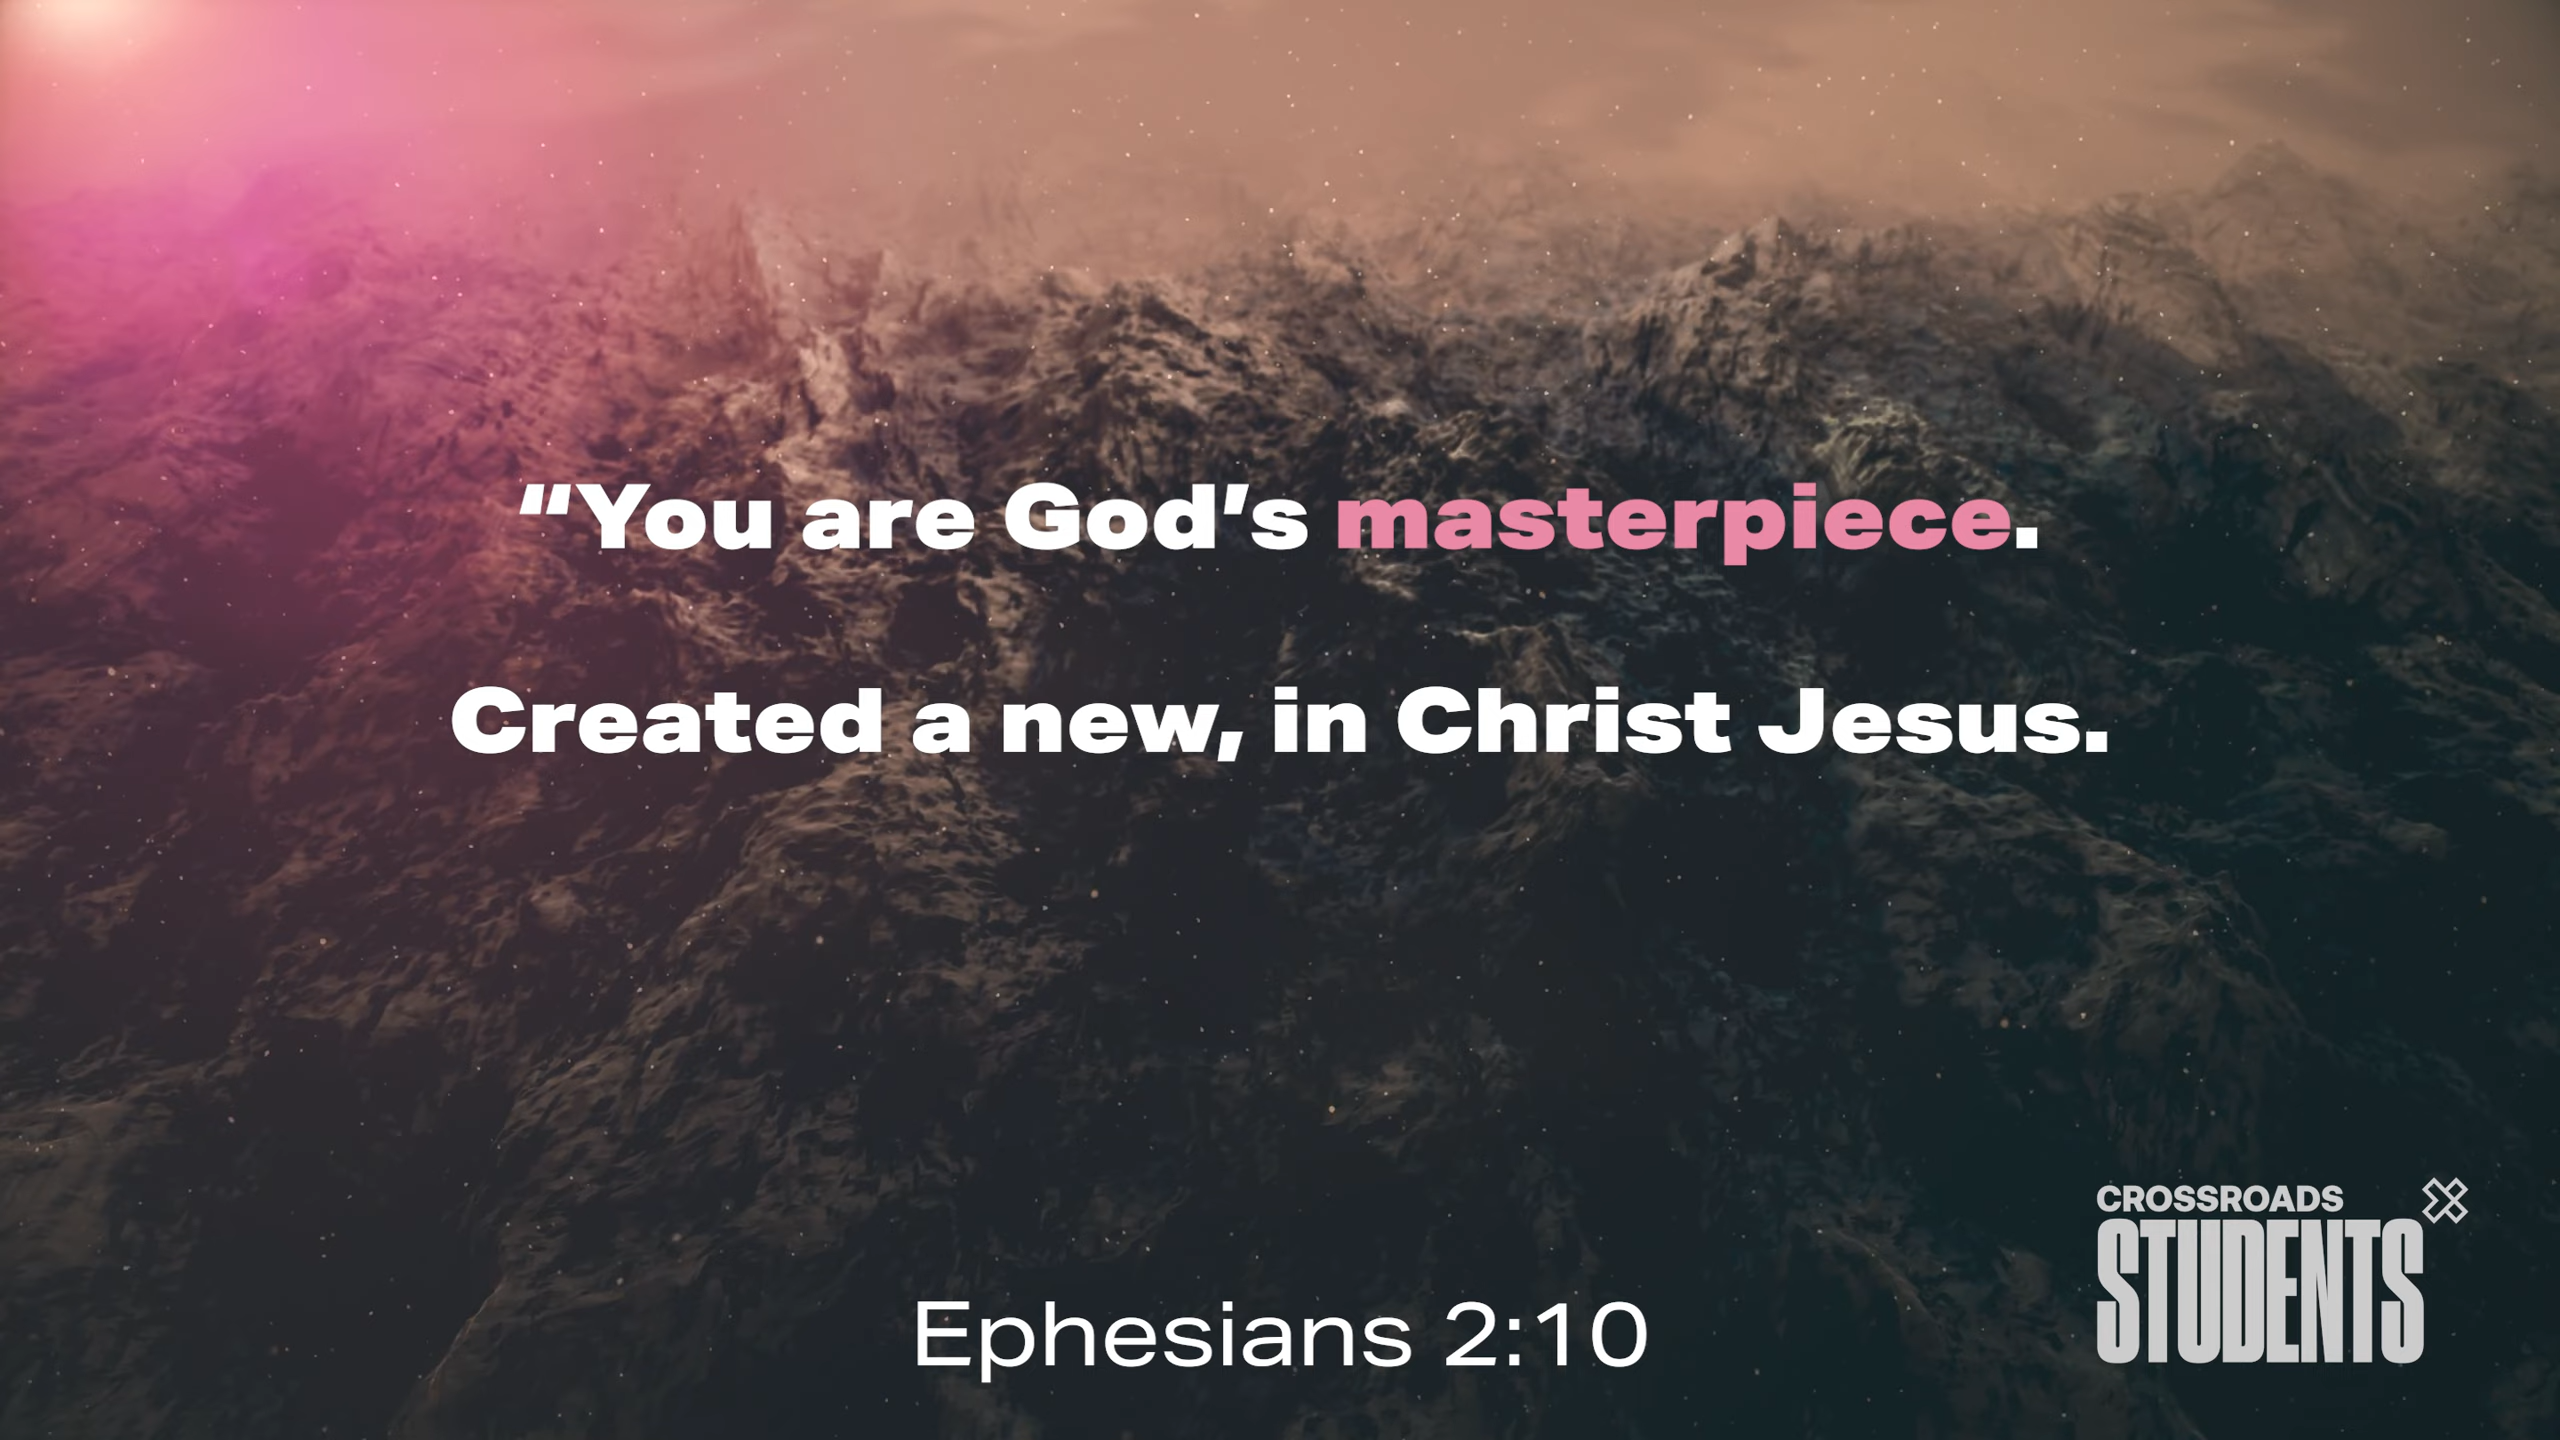 “You are God’s masterpiece.
Created a new, in Christ Jesus.
CROSSROADS
STUDENTS
Ephesians 2:10